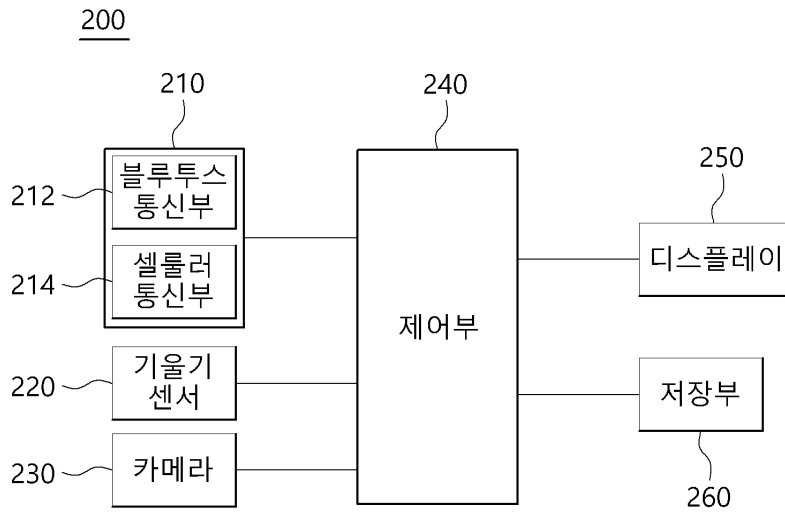 200
210
240
250
212
블루투스
통신부
214
셀룰러
통신부
디스플레이
제어부
220
기울기
센서
저장부
230
카메라
260